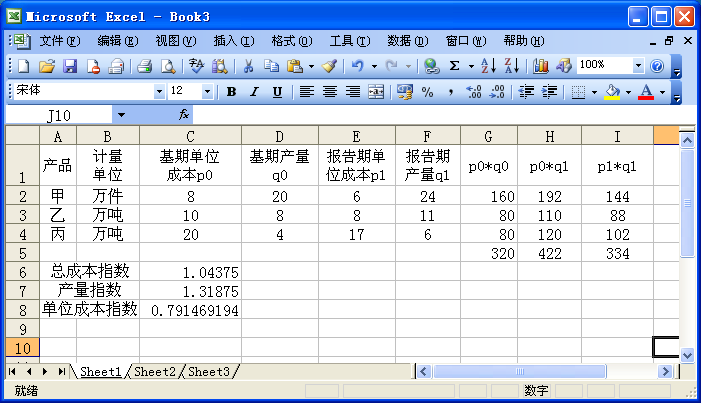 Microsoft Excel - Book3
文件(F) 编辑(E) 视图(V) 插入(I) 格式(O) 工具(T) 数据(D) 窗口(W) 帮助(H)
100%
宋体 12 B I U
J10 fx
A B C D E F G H I
1 产品 计量单位 基期单位成本p0 基期产量q0 报告期单位成本p1 报告期产量q1 p0*q0 p0*q1 p1*q1
2 甲 万件 8 20 6 24 160 192 144
3 乙 万吨 10 8 8 11 80 110 88
4 丙 万吨 20 4 17 6 80 120 102
5 320 422 334
6 总成本指数 1.04375
7 产量指数 1.31875
8 单位成本指数 0.791469194
9
10
Sheet1 Sheet2 Sheet3
就绪 数字